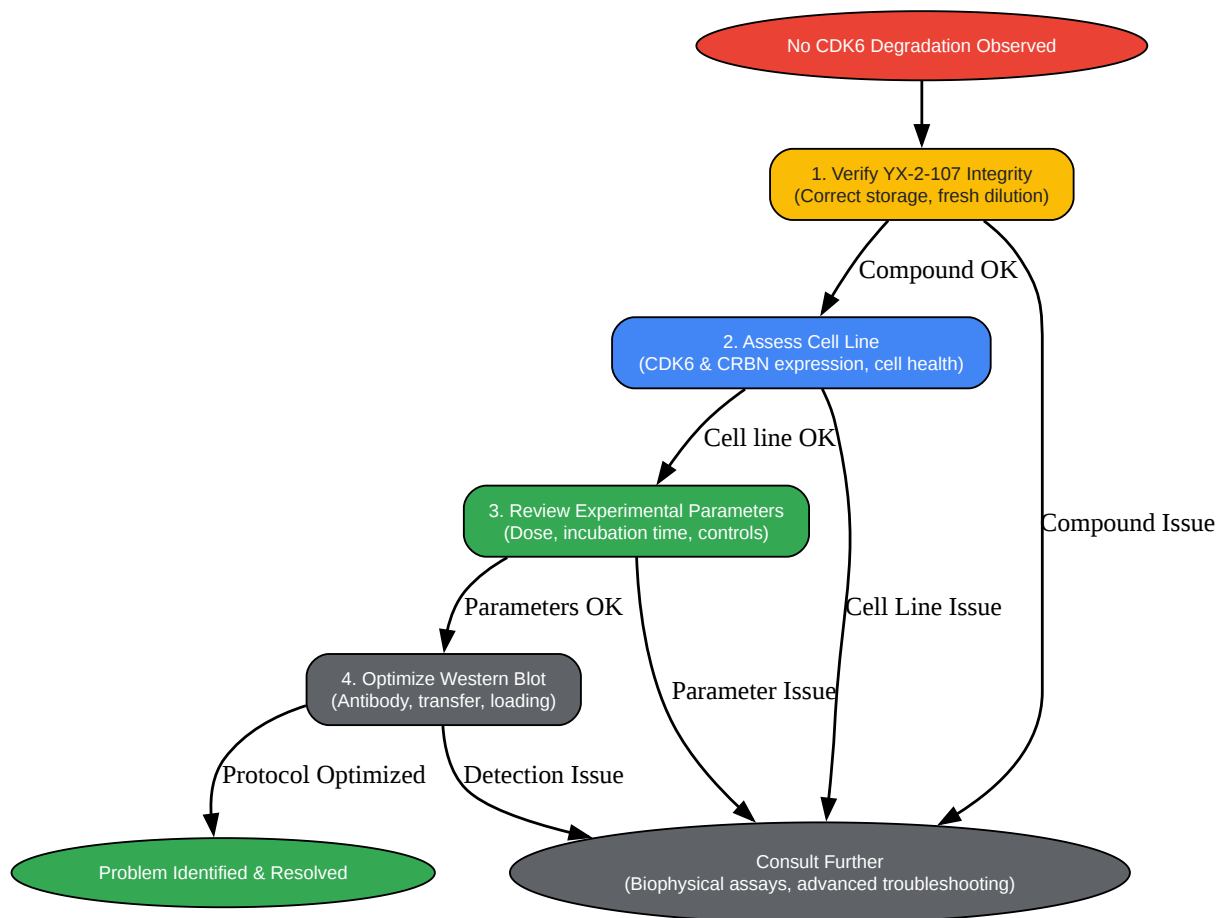 No CDK6 Degradation Observed
1. Verify YX-2-107 Integrity
(Correct storage, fresh dilution)
Compound OK
2. Assess Cell Line
(CDK6 & CRBN expression, cell health)
Cell line OK
3. Review Experimental Parameters
(Dose, incubation time, controls)
Compound Issue
Parameters OK
Cell Line Issue
4. Optimize Western Blot
(Antibody, transfer, loading)
Parameter Issue
Protocol Optimized
Detection Issue
Problem Identified & Resolved
Consult Further
(Biophysical assays, advanced troubleshooting)